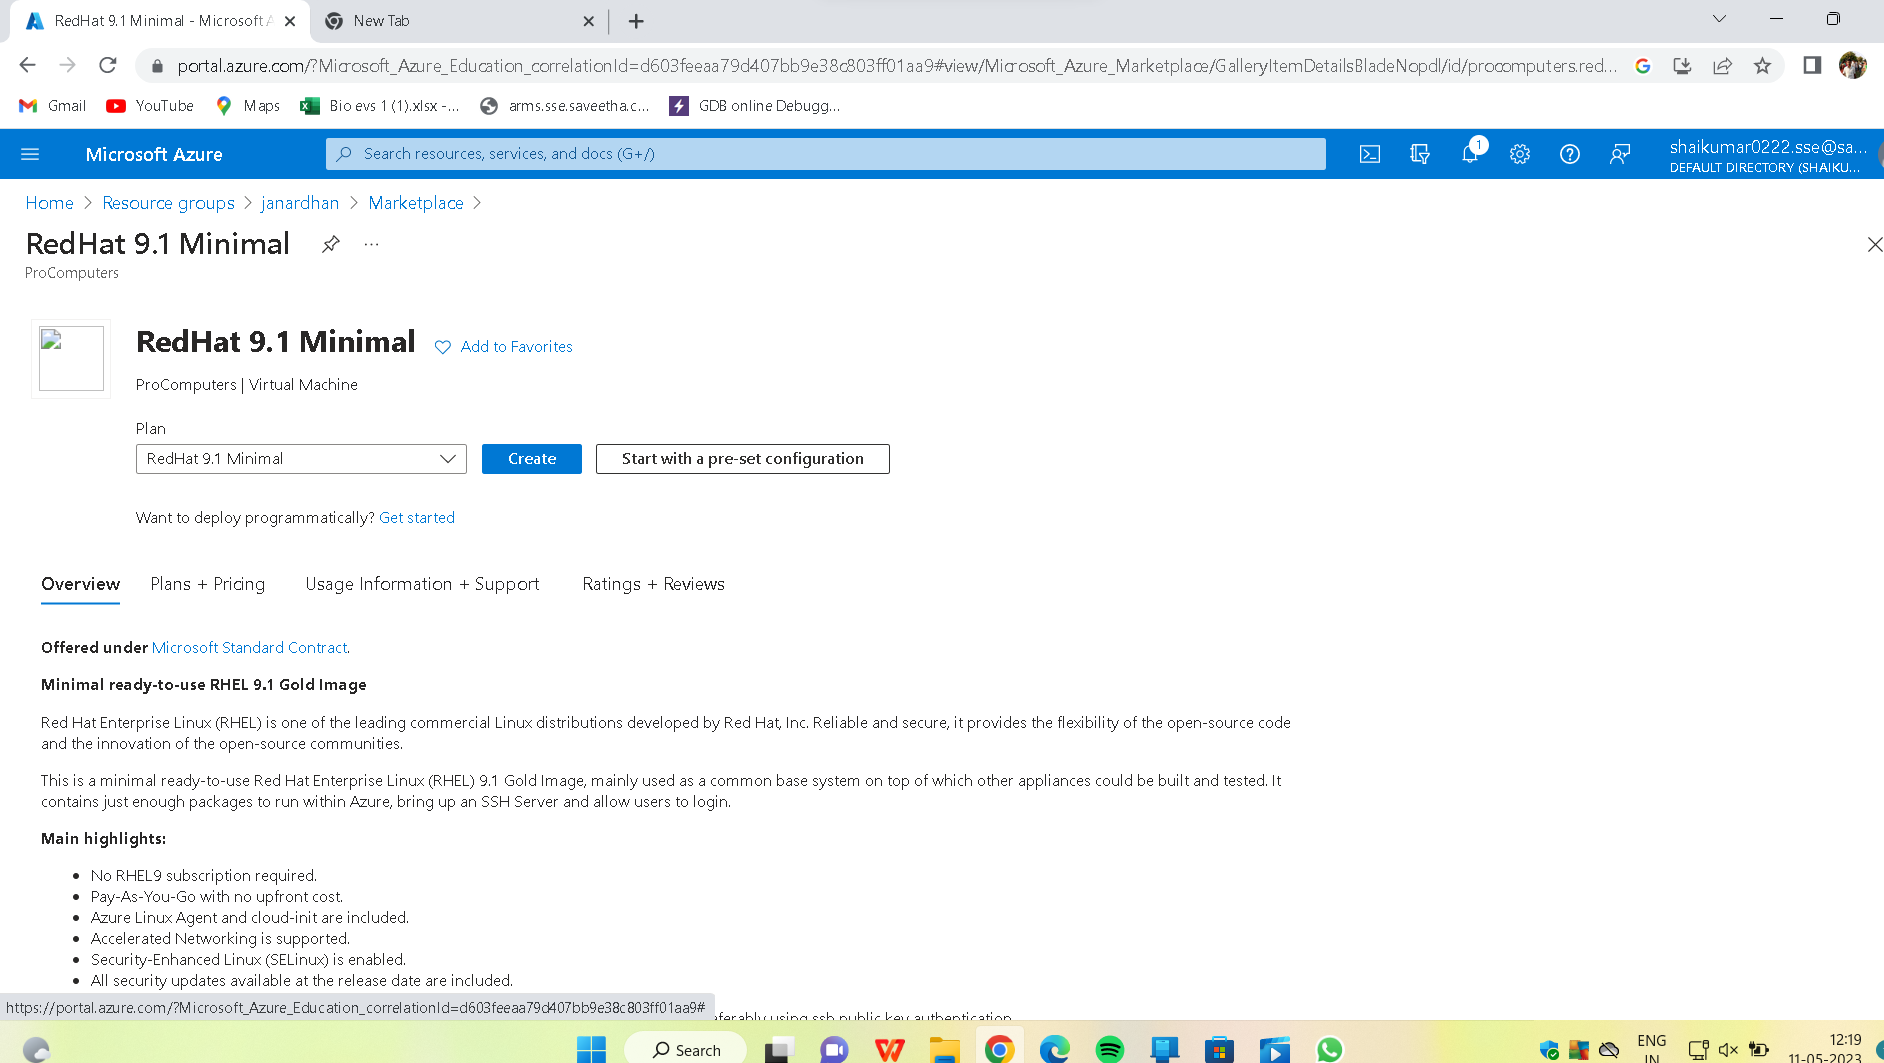 RedHat 9.1 Minimal - Microsoft A
New Tab
portal.azure.com/?Microsoft_Azure_Education_correlationId=d603feeaa79d407bb9e38c803ff01aa9#view/Microsoft_Azure_Marketplace/GalleryItemDetailsBladeNopdl/id/procomputers.red...
Gmail YouTube Maps Bio evs 1 (1).xlsx -... arms.sse.saveetha.c... GDB online Debugg...
Microsoft Azure
Search resources, services, and docs (G+/)
1
shaikumar0222.sse@sa...
DEFAULT DIRECTORY (SHAIKU...
Home > Resource groups > janardhan > Marketplace >
RedHat 9.1 Minimal
...
ProComputers
RedHat 9.1 Minimal
Add to Favorites
ProComputers | Virtual Machine
Plan
RedHat 9.1 Minimal
Create
Start with a pre-set configuration
Want to deploy programmatically? Get started
Overview Plans + Pricing Usage Information + Support Ratings + Reviews
Offered under Microsoft Standard Contract.
Minimal ready-to-use RHEL 9.1 Gold Image
Red Hat Enterprise Linux (RHEL) is one of the leading commercial Linux distributions developed by Red Hat, Inc. Reliable and secure, it provides the flexibility of the open-source code
and the innovation of the open-source communities.
This is a minimal ready-to-use Red Hat Enterprise Linux (RHEL) 9.1 Gold Image, mainly used as a common base system on top of which other appliances could be built and tested. It
contains just enough packages to run within Azure, bring up an SSH Server and allow users to login.
Main highlights:
• No RHEL9 subscription required.
• Pay-As-You-Go with no upfront cost.
• Azure Linux Agent and cloud-init are included.
• Accelerated Networking is supported.
• Security-Enhanced Linux (SELinux) is enabled.
• All security updates available at the release date are included.
https://portal.azure.com/?Microsoft_Azure_Education_correlationId=d603feeaa79d407bb9e38c803ff01aa9#
using ssh public key authentication
Search
ENG
IN
12:19
11-05-2023